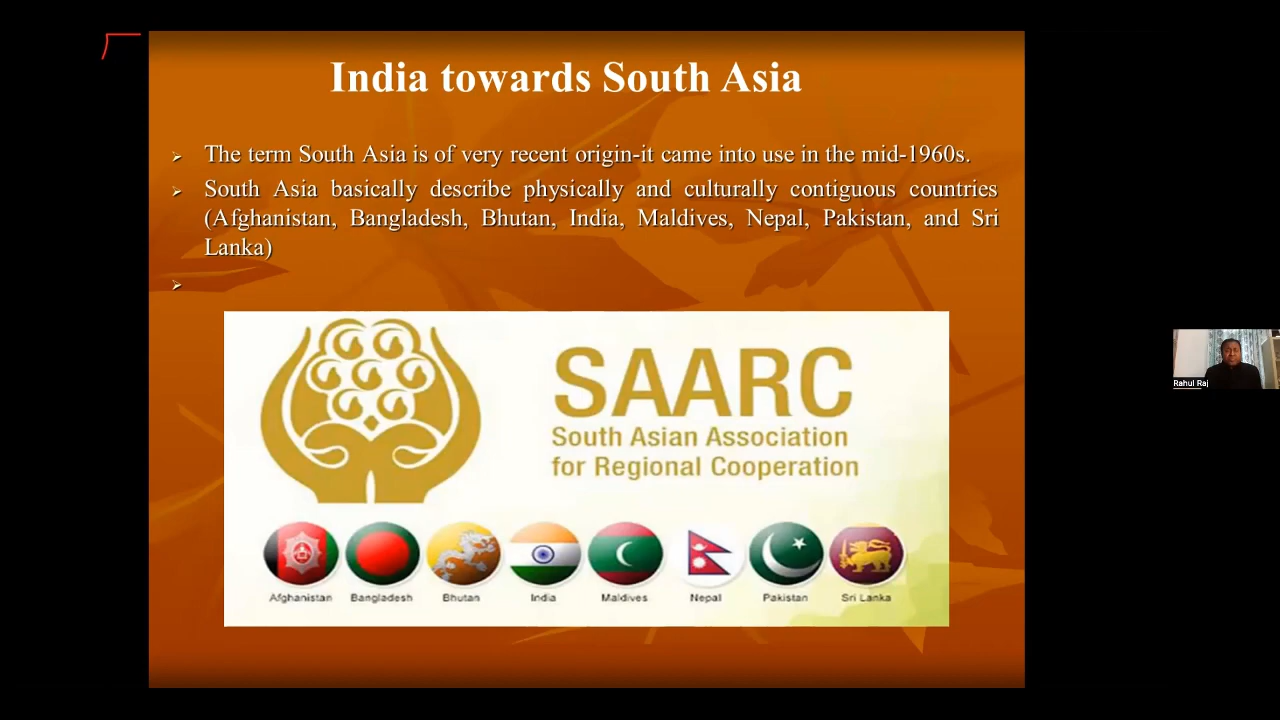 India towards South Asia
The term South Asia is of very recent origin-it came into use in the mid-1960s.
South Asia basically describe physically and culturally contiguous countries
(Afghanistan, Bangladesh, Bhutan, India, Maldives, Nepal, Pakistan, and Sri
Lanka)
SAARC
South Asian Association
for Regional Cooperation
Afghanistan Bangladesh Bhutan India Maldives Nepal Pakistan Sri Lanka
Rahul Raj